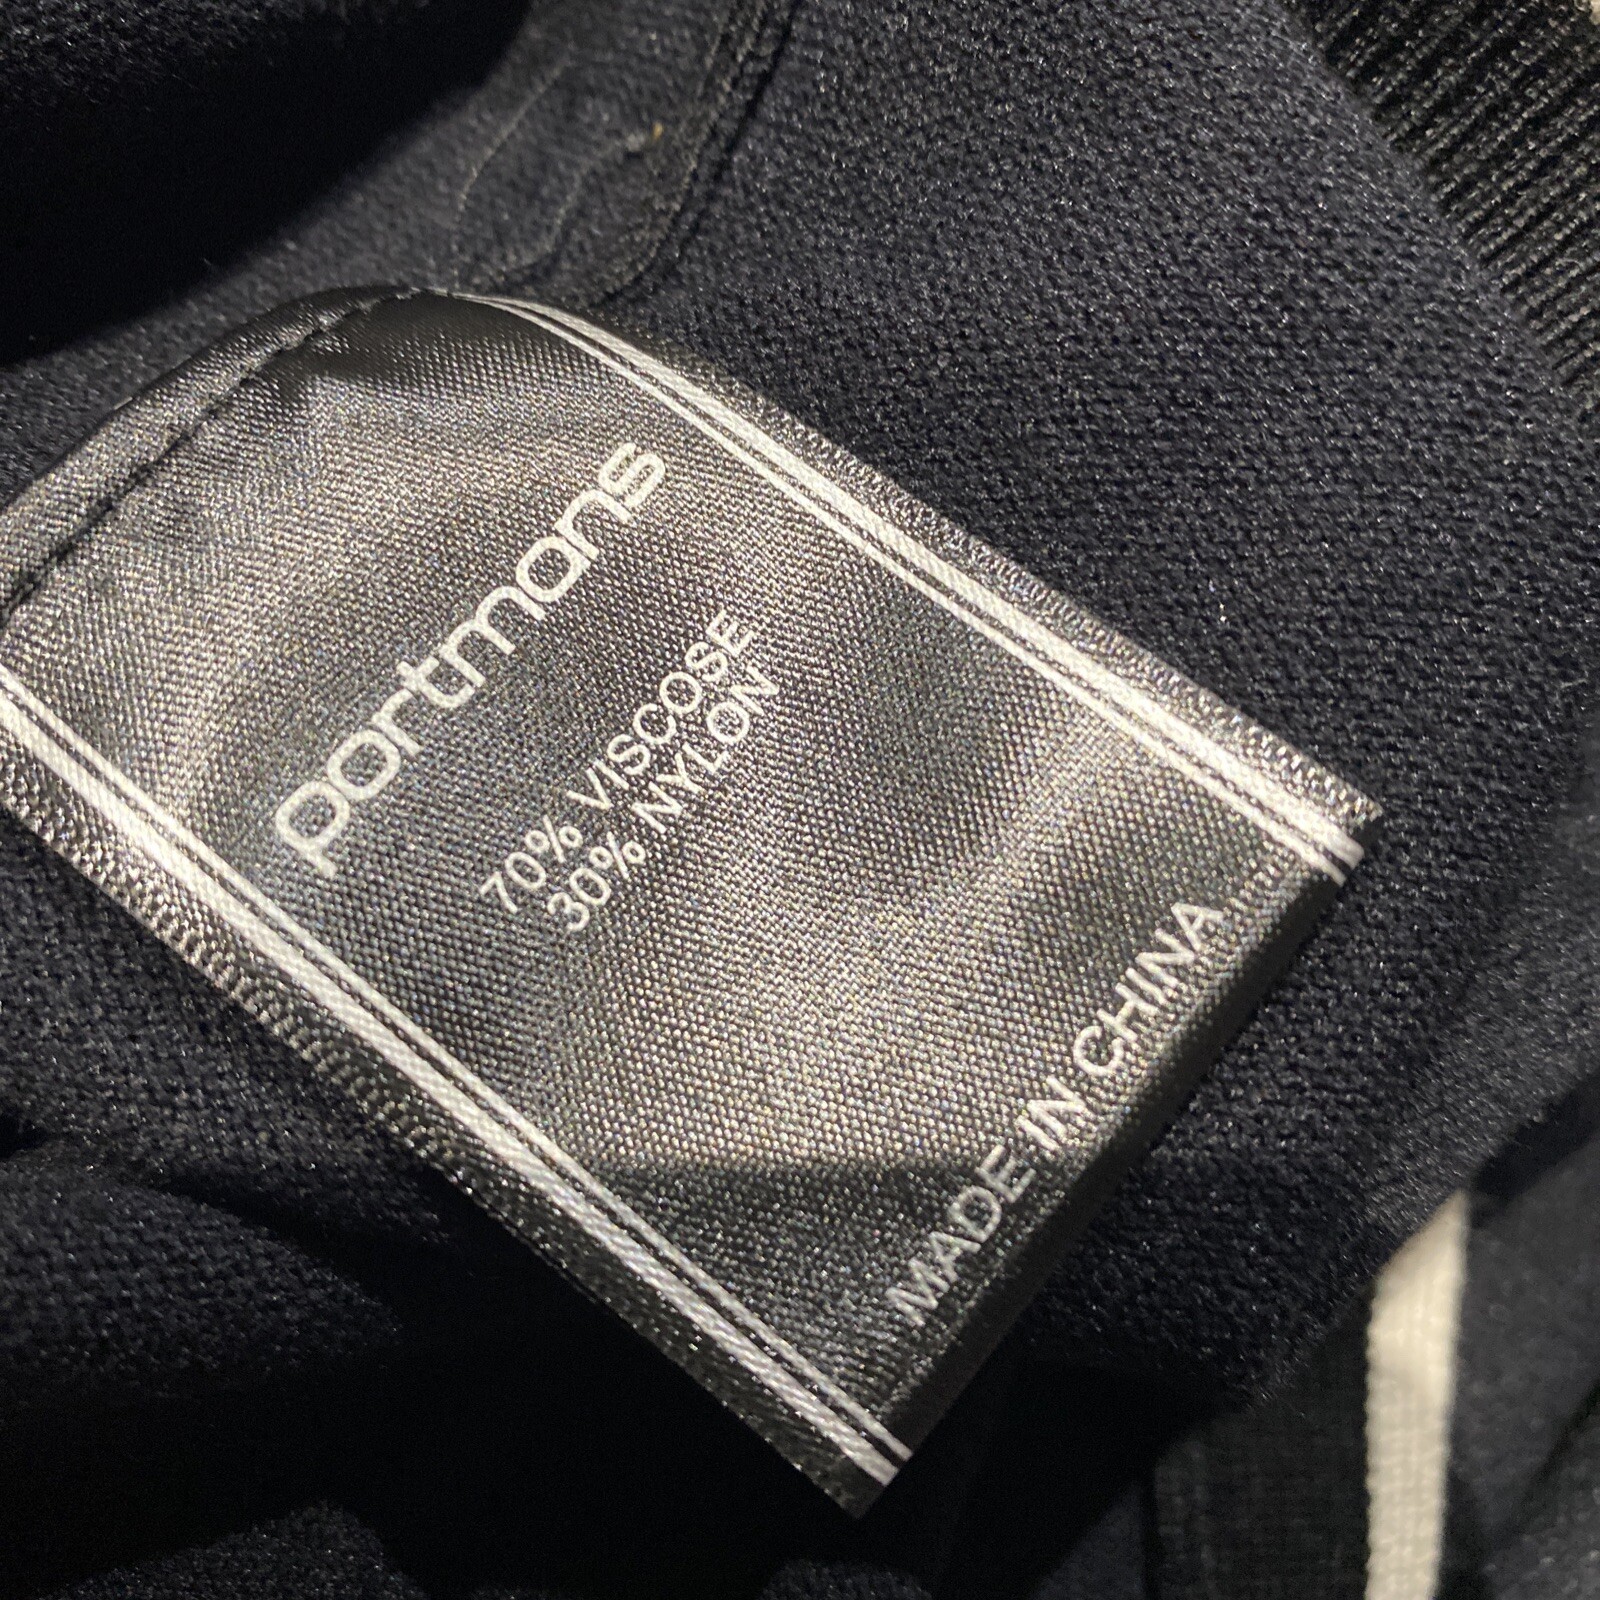 portmans
70% VISCOSE
30% NYLON
MADE IN CHINA